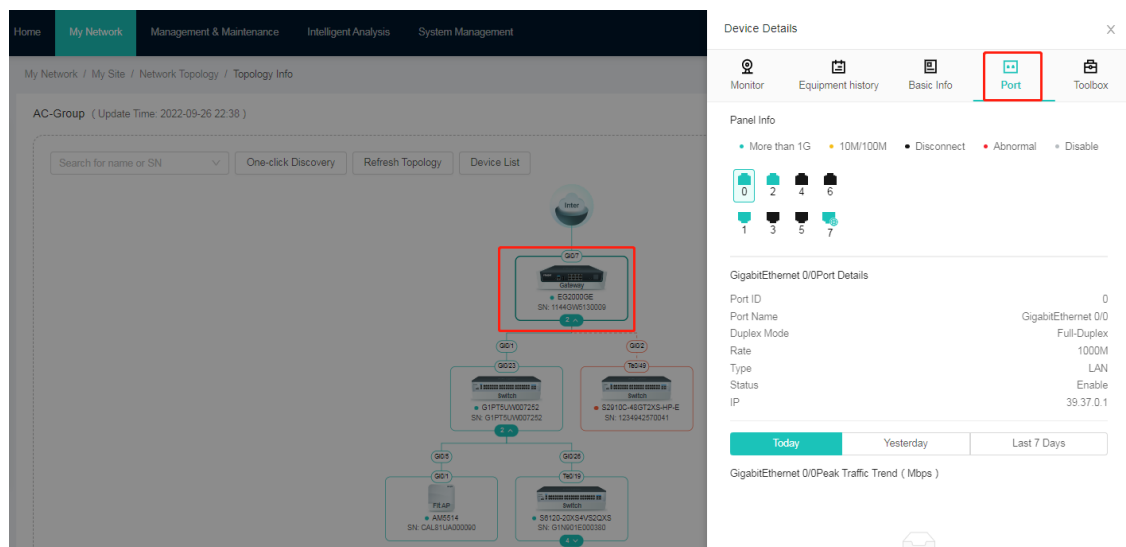 Home My Network Management & Maintenance Intelligent Analysis System Management
My Network / My Site / Network Topology / Topology Info
AC-Group ( Update Time: 2022-09-26 22:38 )
Search for name or SN One-click Discovery Refresh Topology Device List
Inter
GI0/7
Gateway
EG2000GE
SN: 1144GW5130009
2
GI0/1 GI0/2
GI0/23 Te0/49
Switch Switch
G1PT5UW007252 S2910C-48GT2XS-HP-E
SN: G1PT5UW007252 SN: 1234942570041
2
GI0/5 GI0/26
GI0/1 Te0/19
Fit AP Switch
AM5514 S6120-20XS4VS2QXS
SN: CAL81UA000090 SN: G1N901E000380
4
Device Details
Monitor Equipment history Basic Info Port Toolbox
Panel Info
More than 1G 10M/100M Disconnect Abnormal Disable
0 2 4 6
1 3 5 7
GigabitEthernet 0/0Port Details
Port ID 0
Port Name GigabitEthernet 0/0
Duplex Mode Full-Duplex
Rate 1000M
Type LAN
Status Enable
IP 39.37.0.1
Today Yesterday Last 7 Days
GigabitEthernet 0/0Peak Traffic Trend ( Mbps )